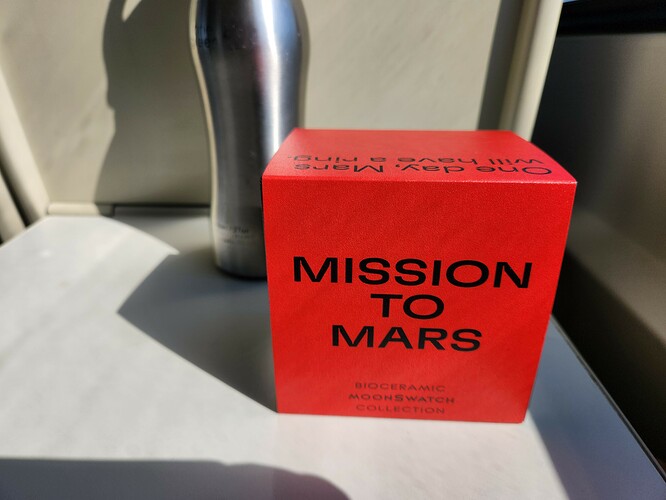 One day, Mars
will have a ring.
MISSION
TO
MARS
BIOCERAMIC
MOONSWATCH
COLLECTION